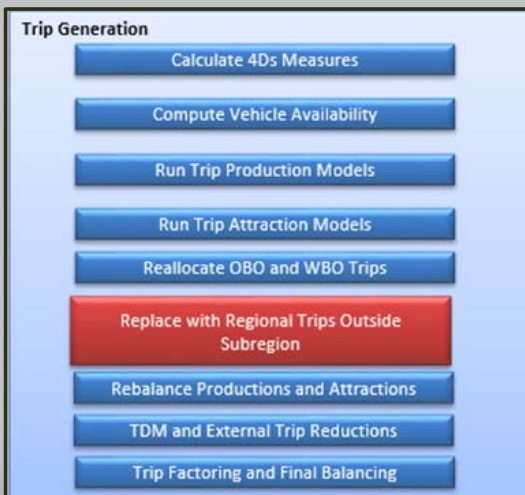 Trip Generation
Calculate 4Ds Measures
Compute Vehicle Availability
Run Trip Production Models
Run Trip Attraction Models
Reallocate OBO and WBO Trips
Replace with Regional Trips Outside
Subregion
Rebalance Productions and Attractions
TDM and External Trip Reductions
Trip Factoring and Final Balancing